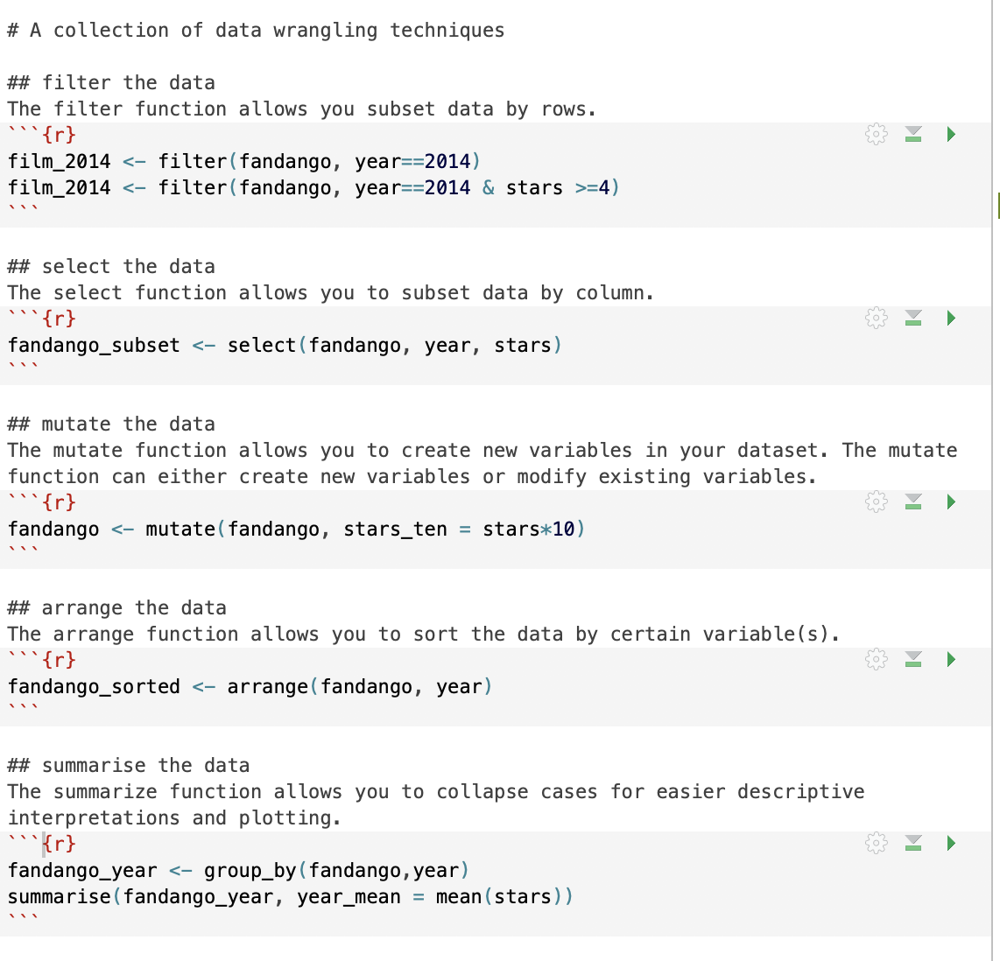 # A collection of data wrangling techniques
## filter the data
The filter function allows you subset data by rows.
```{r}
film_2014 <- filter(fandango, year==2014)
film_2014 <- filter(fandango, year==2014 & stars >=4)
```
## select the data
The select function allows you to subset data by column.
```{r}
fandango_subset <- select(fandango, year, stars)
```
## mutate the data
The mutate function allows you to create new variables in your dataset. The mutate
function can either create new variables or modify existing variables.
```{r}
fandango <- mutate(fandango, stars_ten = stars*10)
```
## arrange the data
The arrange function allows you to sort the data by certain variable(s).
```{r}
fandango_sorted <- arrange(fandango, year)
```
## summarise the data
The summarize function allows you to collapse cases for easier descriptive
interpretations and plotting.
```{r}
fandango_year <- group_by(fandango,year)
summarise(fandango_year, year_mean = mean(stars))
```